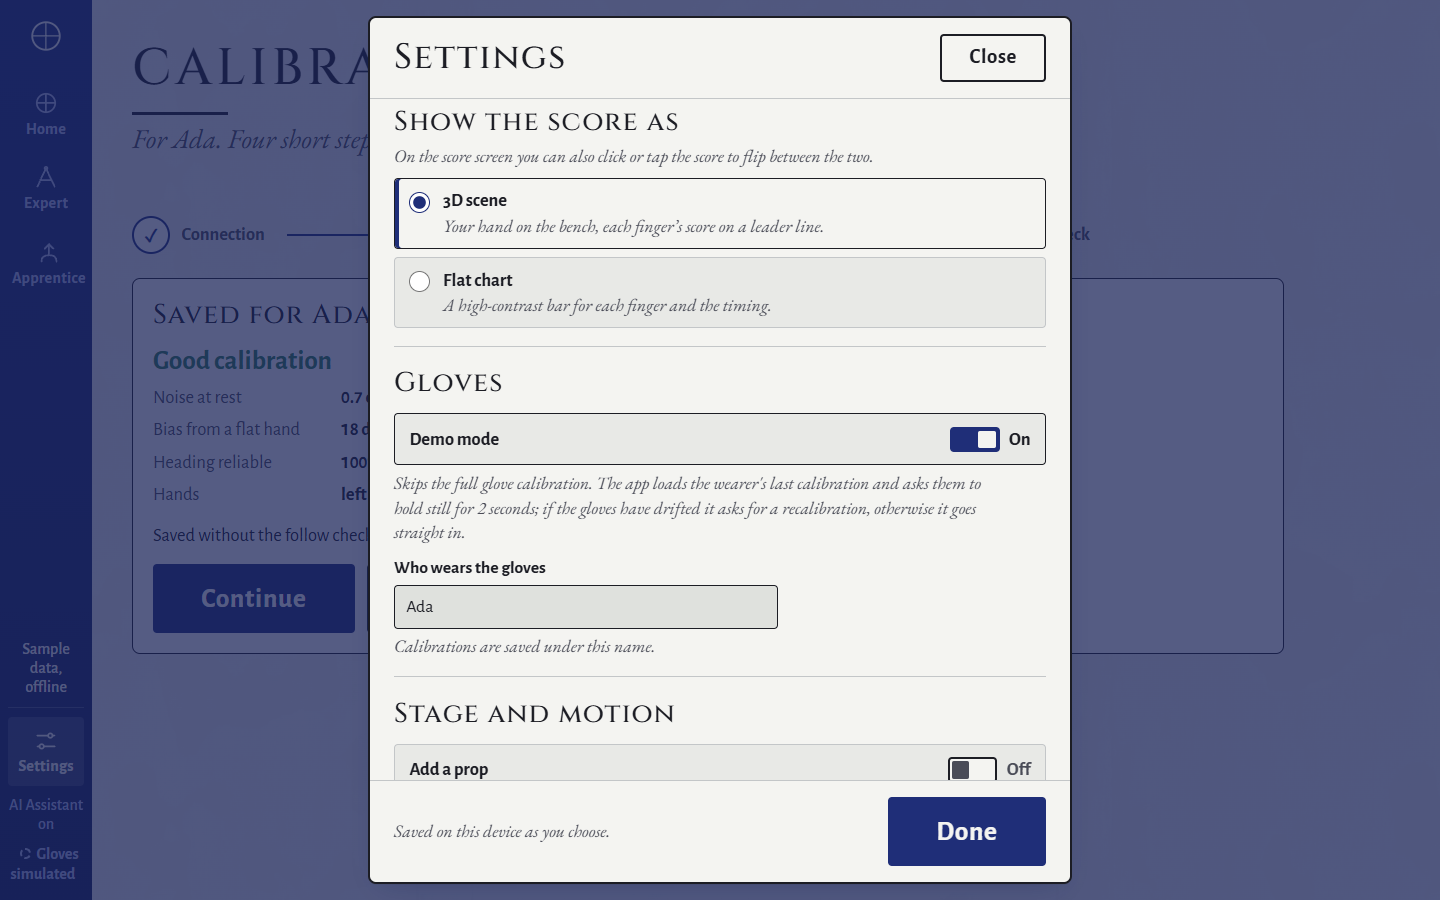 Home
Expert
Apprentice
Sample
data,
offline
Settings
AI Assistant
on
Gloves
simulated
CALIBRA
For Ada. Four short step
Connection
eck
SAVED FOR ADA
Good calibration
Noise at rest 0.7
Bias from a flat hand 18 d
Heading reliable 100
Hands left
Saved without the follow chec
Continue
SETTINGS
Close
SHOW THE SCORE AS
On the score screen you can also click or tap the score to flip between the two.
3D scene
Your hand on the bench, each finger’s score on a leader line.
Flat chart
A high-contrast bar for each finger and the timing.
GLOVES
Demo mode On
Skips the full glove calibration. The app loads the wearer's last calibration and asks them to
hold still for 2 seconds; if the gloves have drifted it asks for a recalibration, otherwise it goes
straight in.
Who wears the gloves
Ada
Calibrations are saved under this name.
STAGE AND MOTION
Add a prop Off
Saved on this device as you choose.
Done